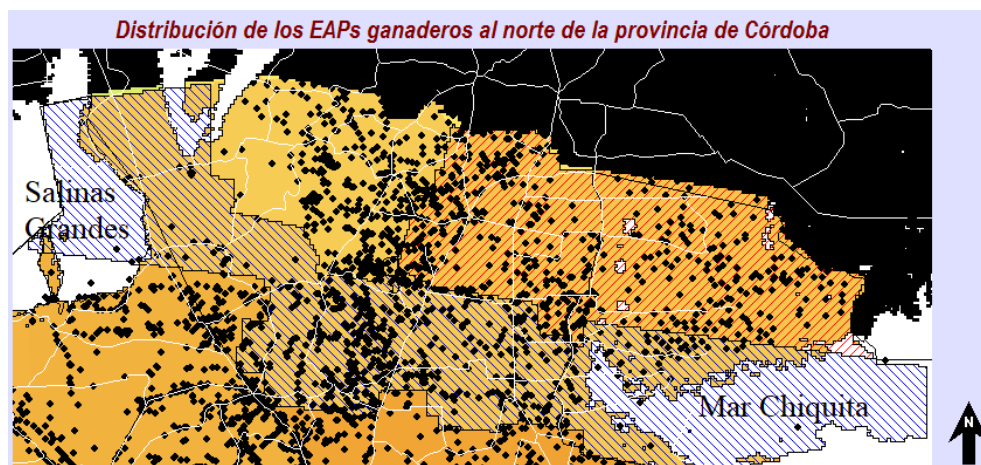 Distribución de los EAPs ganaderos al norte de la provincia de Córdoba
Salinas
Grandes
Mar Chiquita
N